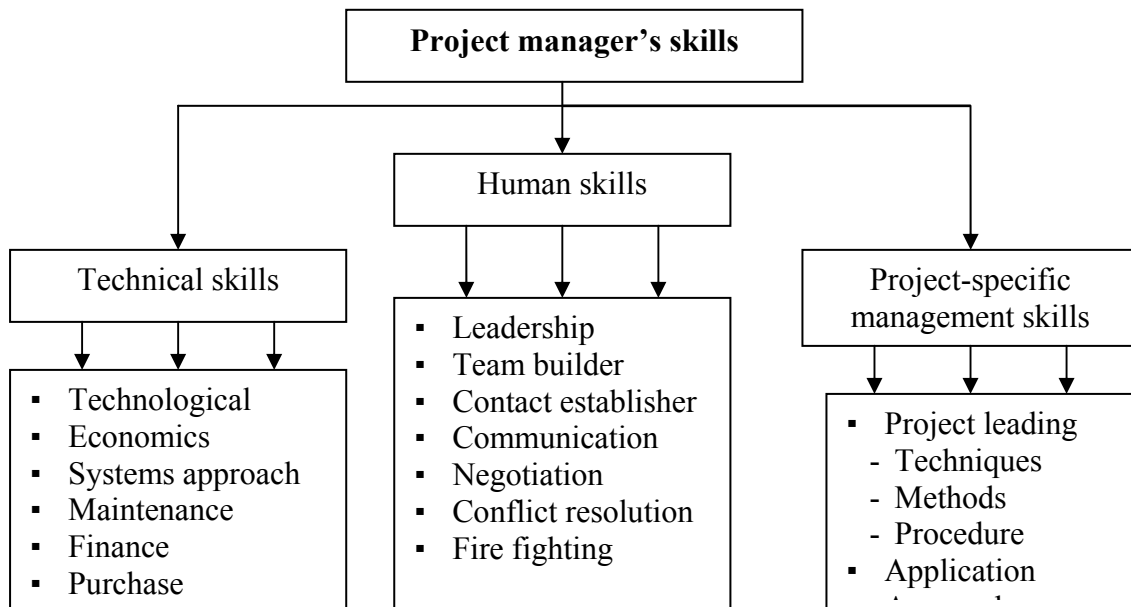 Project manager’s skills
Human skills
Technical skills
Project-specific
management skills
▪ Technological
▪ Economics
▪ Systems approach
▪ Maintenance
▪ Finance
▪ Purchase
▪ Leadership
▪ Team builder
▪ Contact establisher
▪ Communication
▪ Negotiation
▪ Conflict resolution
▪ Fire fighting
▪ Project leading
- Techniques
- Methods
- Procedure
▪ Application